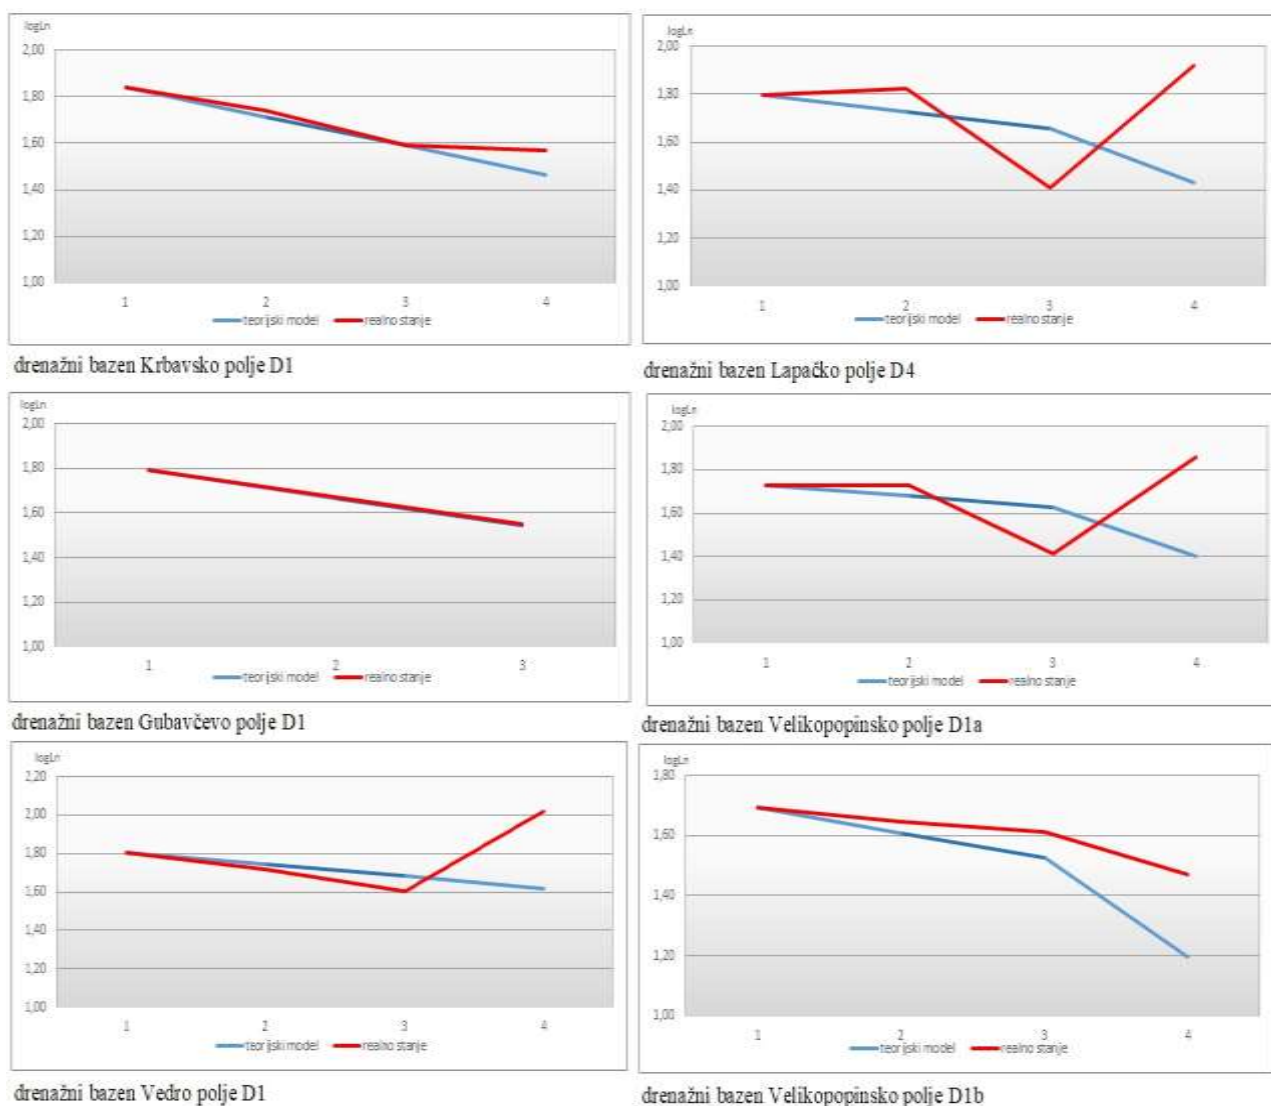 logLn
2,00
1,80
1,60
1,40
1,20
1,00
1 2 3 4
teorijski model realno stanje
drenažni bazen Krbavsko polje D1
logLn
2,00
1,80
1,60
1,40
1,20
1,00
1 2 3 4
teorijski model realno stanje
drenažni bazen Lapačko polje D4
logLn
2,00
1,80
1,60
1,40
1,20
1,00
1 2 3
teorijski model realno stanje
drenažni bazen Gubavčevo polje D1
logLn
2,00
1,80
1,60
1,40
1,20
1,00
1 2 3 4
teorijski model realno stanje
drenažni bazen Velikopopinsko polje D1a
logLn
2,20
2,00
1,80
1,60
1,40
1,20
1,00
1 2 3 4
teorijski model realno stanje
drenažni bazen Vedro polje D1
logLn
1,80
1,60
1,40
1,20
1,00
1 2 3 4
teorijski model realno stanje
drenažni bazen Velikopopinsko polje D1b